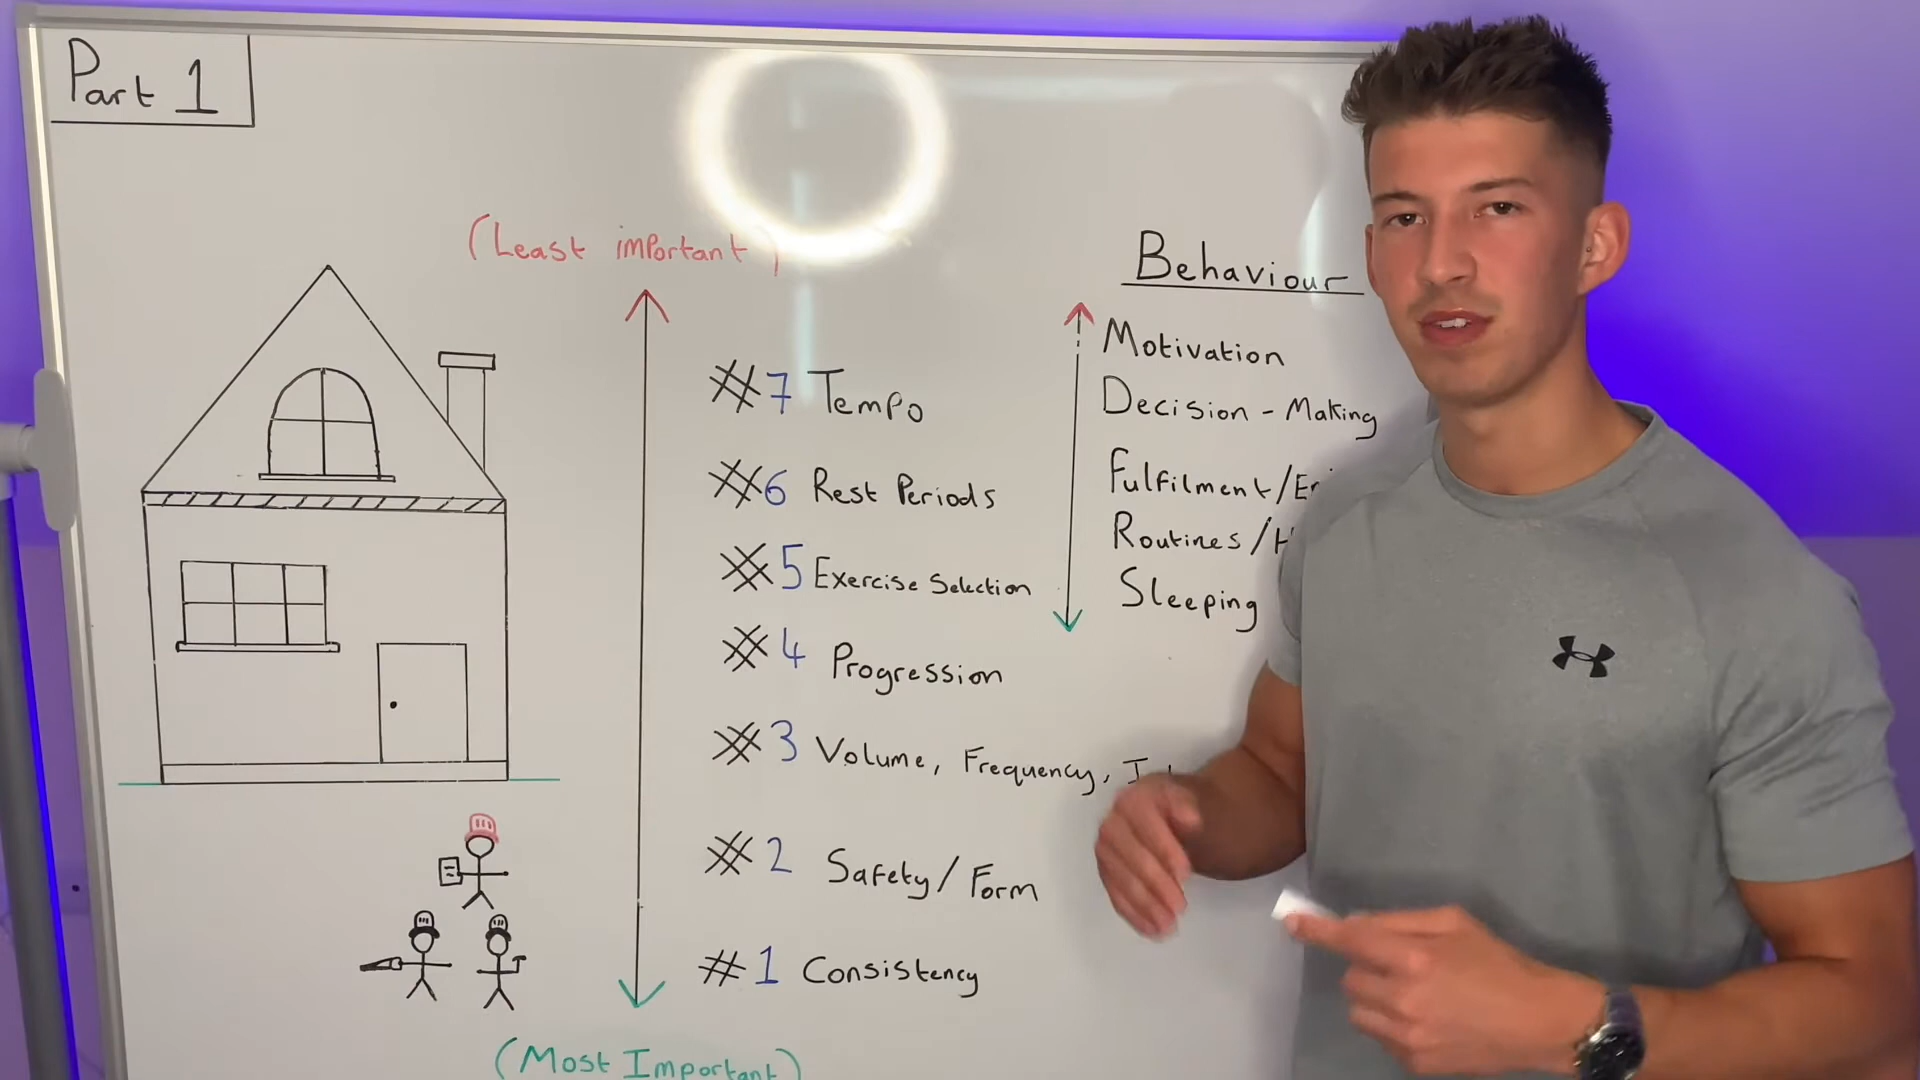 Part 1
(Least important)
#7 Tempo
#6 Rest Periods
#5 Exercise Selection
#4 Progression
#3 Volume, Frequency,
#2 Safety/Form
#1 Consistency
(Most Important)
Behaviour
Motivation
Decision-Making
Fulfilment/
Routines/
Sleeping